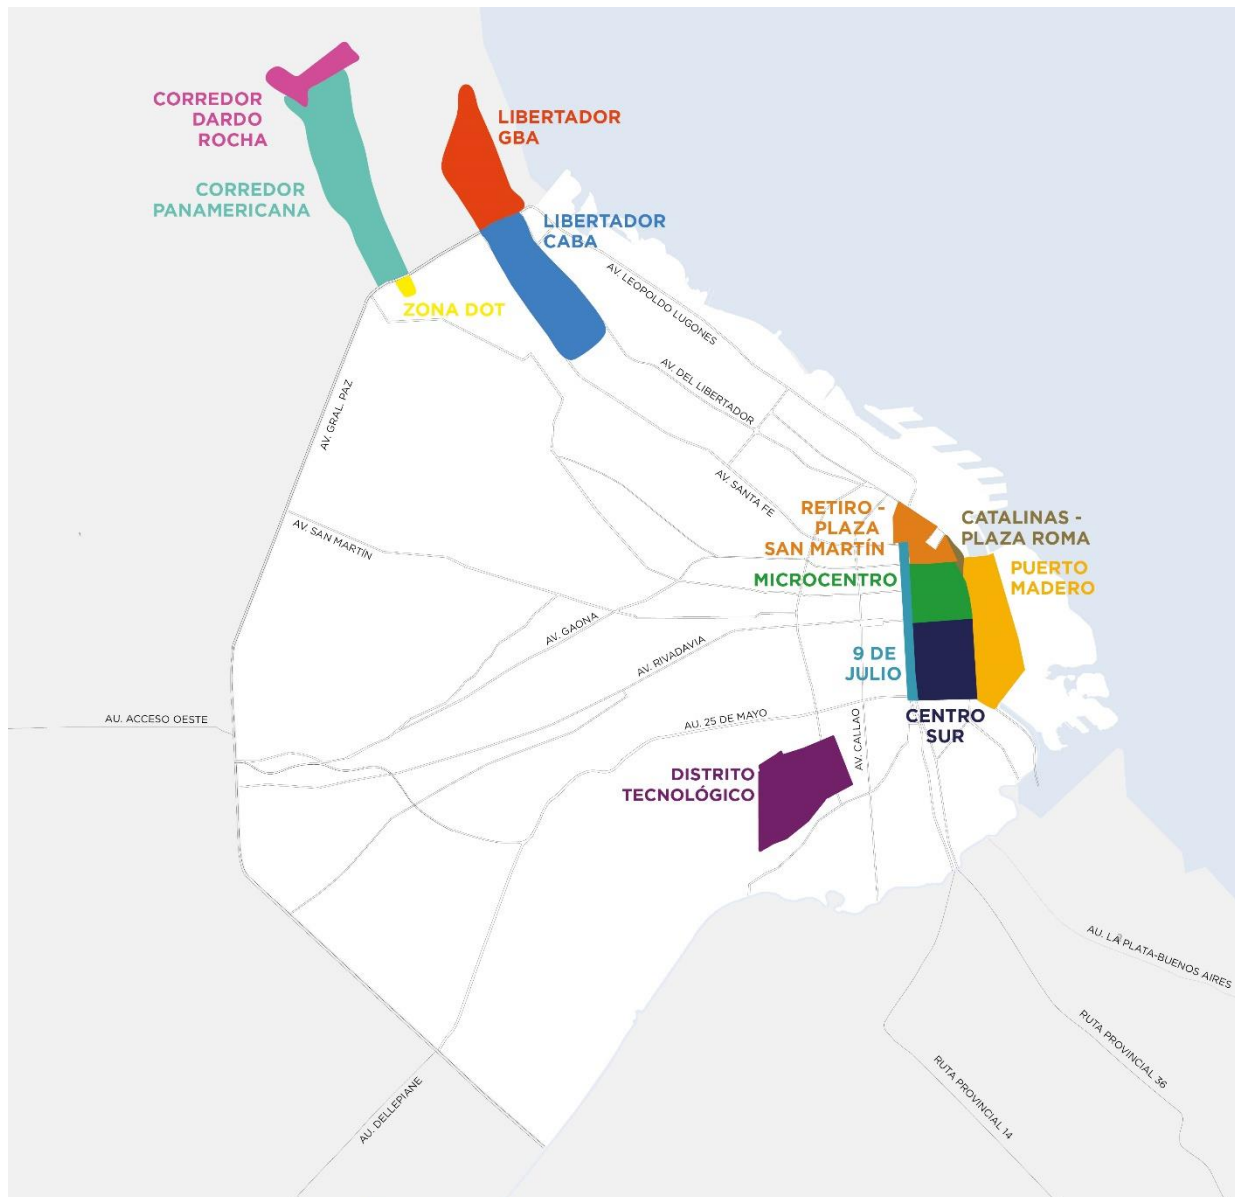 CORREDOR
DARDO
ROCHA
LIBERTADOR
GBA
CORREDOR
PANAMERICANA
LIBERTADOR
CABA
ZONA DOT
AV. LEOPOLDO LUGONES
AV. DEL LIBERTADOR
AV. GRAL. PAZ
AV. SANTA FE
AV. SAN MARTÍN
RETIRO -
PLAZA
SAN MARTÍN
CATALINAS -
PLAZA ROMA
MICROCENTRO
PUERTO
MADERO
AV. GAONA
AV. RIVADAVIA
9 DE
JULIO
AU. ACCESO OESTE
AU. 25 DE MAYO
AV. CALLAO
CENTRO
SUR
DISTRITO
TECNOLÓGICO
AU. LA PLATA-BUENOS AIRES
RUTA PROVINCIAL 36
RUTA PROVINCIAL 14
AU. DELLEPIANE